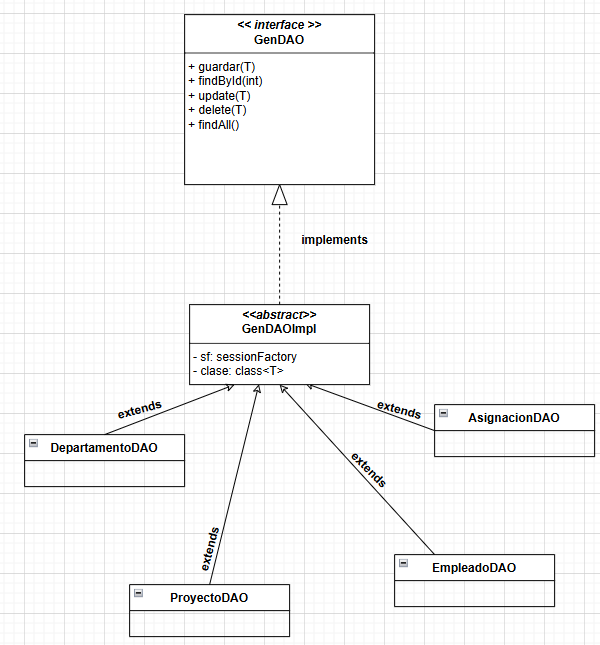 << interface >>
GenDAO
+ guardar(T)
+ findById(int)
+ update(T)
+ delete(T)
+ findAll()
implements
<<abstract>>
GenDAOImpl
- sf: sessionFactory
- clase: class<T>
extends
extends
AsignacionDAO
DepartamentoDAO
extends
extends
EmpleadoDAO
ProyectoDAO